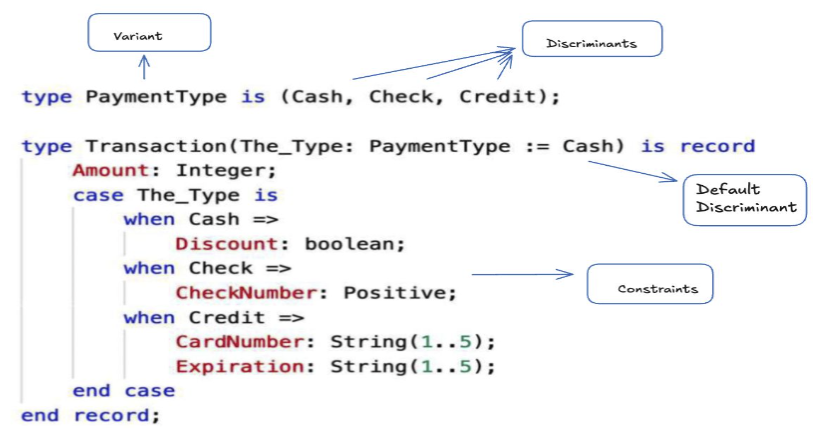 Variant
Discriminants
type PaymentType is (Cash, Check, Credit);
type Transaction(The_Type: PaymentType := Cash) is record
Amount: Integer;
Default
Discriminant
case The_Type is
when Cash =>
Discount: boolean;
when Check =>
Constraints
CheckNumber: Positive;
when Credit =>
CardNumber: String(1..5);
Expiration: String(1..5);
end case
end record;